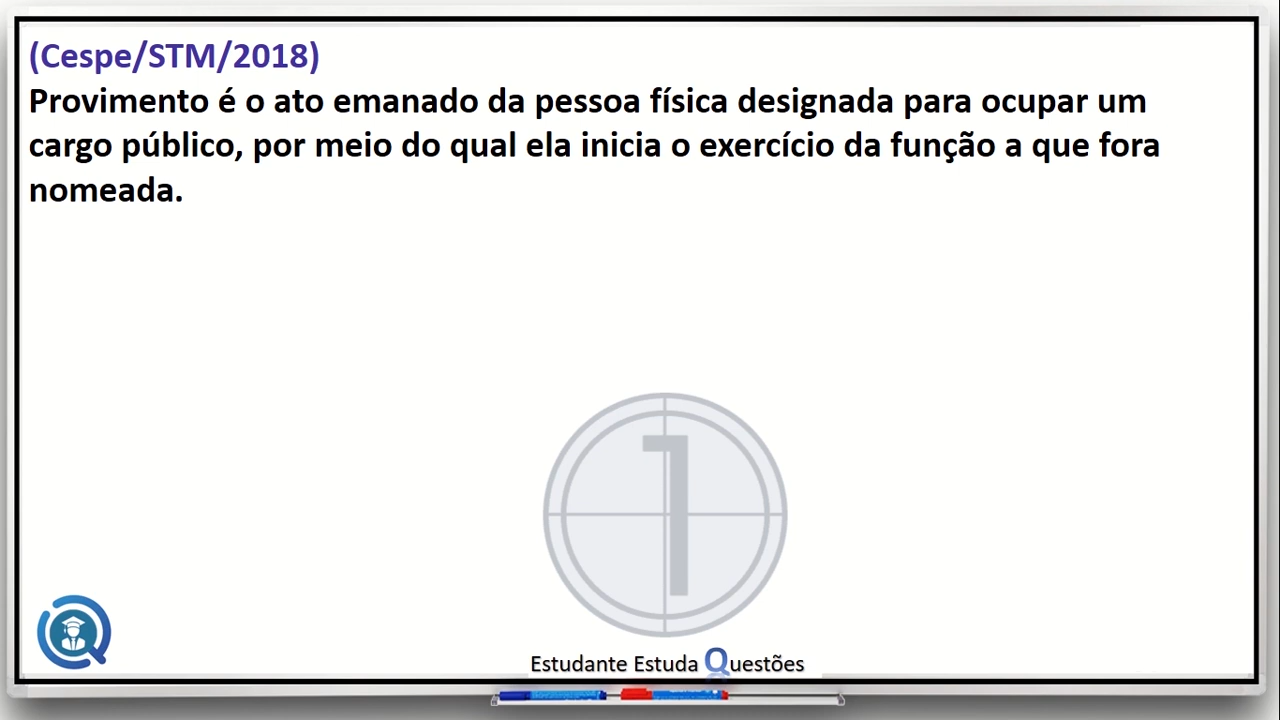 (Cespe/STM/2018)
Provimento é o ato emanado da pessoa física designada para ocupar um
cargo público, por meio do qual ela inicia o exercício da função a que fora
nomeada.
1
Estudante Estuda Questões